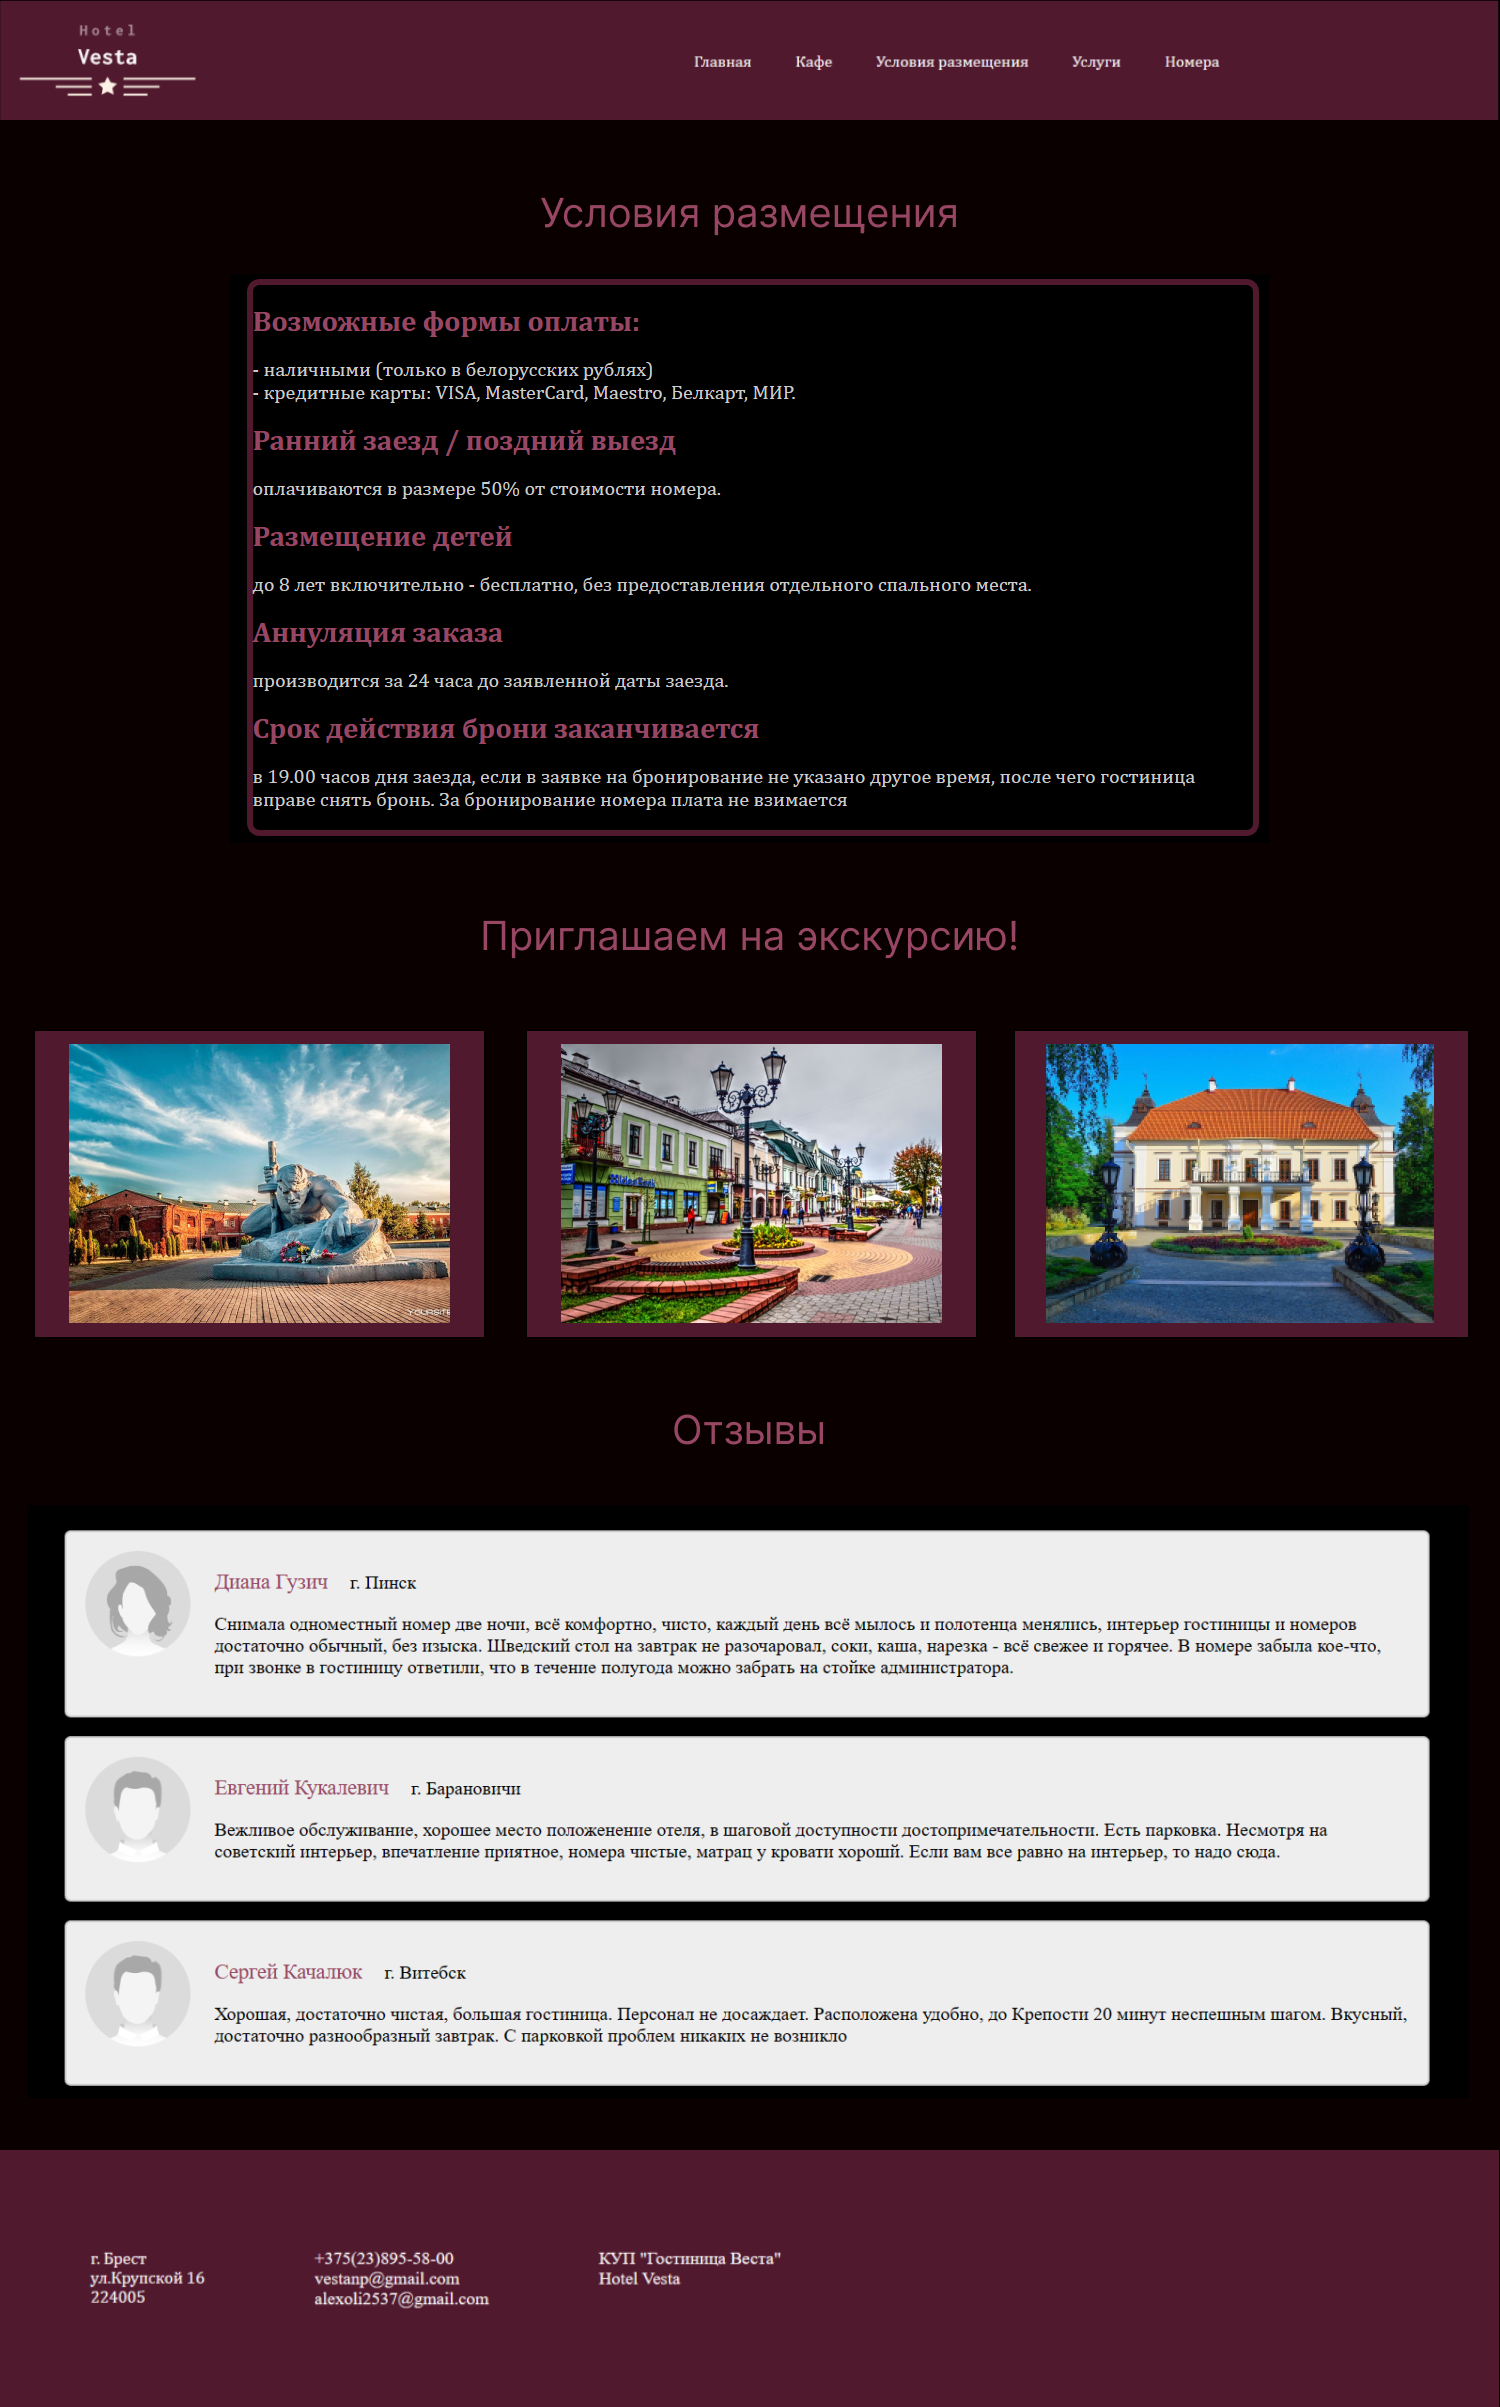 Hotel
Vesta
Главная Кафе Условия размещения Услуги Номера
Условия размещения
Возможные формы оплаты:
- наличными (только в белорусских рублях)
- кредитные карты: VISA, MasterCard, Maestro, Белкарт, МИР.
Ранний заезд / поздний выезд
оплачиваются в размере 50% от стоимости номера.
Размещение детей
до 8 лет включительно - бесплатно, без предоставления отдельного спального места.
Аннуляция заказа
производится за 24 часа до заявленной даты заезда.
Срок действия брони заканчивается
в 19.00 часов дня заезда, если в заявке на бронирование не указано другое время, после чего гостиница
вправе снять бронь. За бронирование номера плата не взимается
Приглашаем на экскурсию!
Отзывы
Диана Гузич г. Пинск
Снимала одноместный номер две ночи, всё комфортно, чисто, каждый день всё мылось и полотенца менялись, интерьер гостиницы и номеров
достаточно обычный, без изыска. Шведский стол на завтрак не разочаровал, соки, каша, нарезка - всё свежее и горячее. В номере забыла кое-что,
при звонке в гостиницу ответили, что в течение полугода можно забрать на стойке администратора.
Евгений Кукалевич г. Барановичи
Вежливое обслуживание, хорошее место положенение отеля, в шаговой доступности достопримечательности. Есть парковка. Несмотря на
советский интерьер, впечатление приятное, номера чистые, матрац у кровати хорошй. Если вам все равно на интерьер, то надо сюда.
Сергей Качалюк г. Витебск
Хорошая, достаточно чистая, большая гостиница. Персонал не досаждает. Расположена удобно, до Крепости 20 минут неспешным шагом. Вкусный,
достаточно разнообразный завтрак. С парковкой проблем никаких не возникло
г. Брест
ул.Крупской 16
224005
+375(23)895-58-00
vestanp@gmail.com
alexoli2537@gmail.com
КУП "Гостиница Веста"
Hotel Vesta